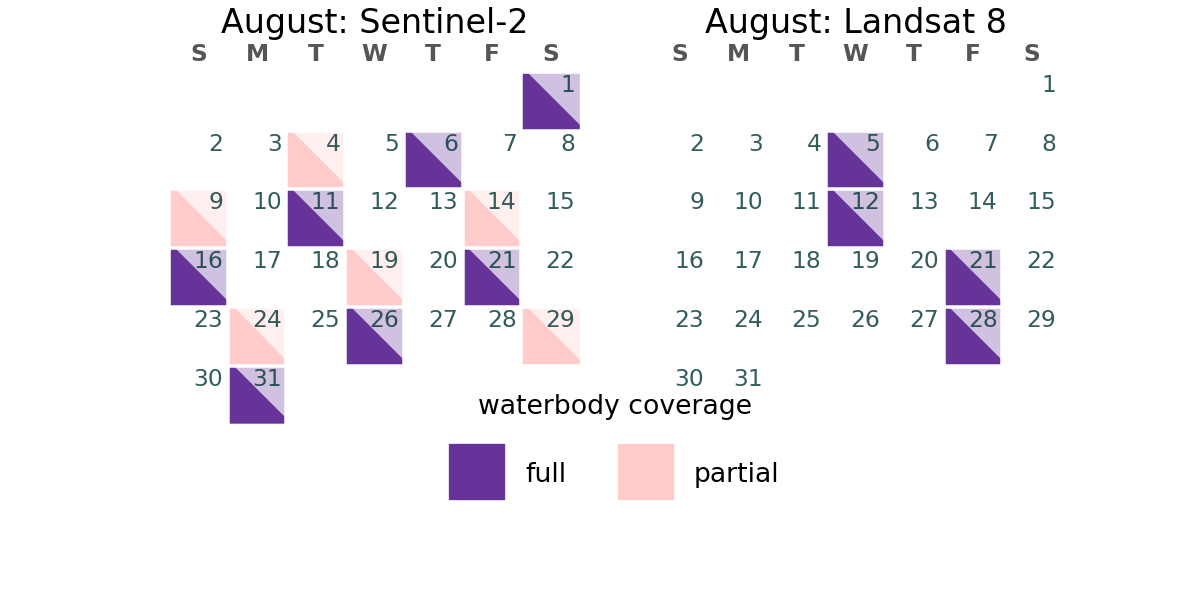 August: Sentinel-2
S M T W T F S
1
2 3 4 5 6 7 8
9 10 11 12 13 14 15
16 17 18 19 20 21 22
23 24 25 26 27 28 29
30 31
August: Landsat 8
S M T W T F S
1
2 3 4 5 6 7 8
9 10 11 12 13 14 15
16 17 18 19 20 21 22
23 24 25 26 27 28 29
30 31
waterbody coverage
full
partial